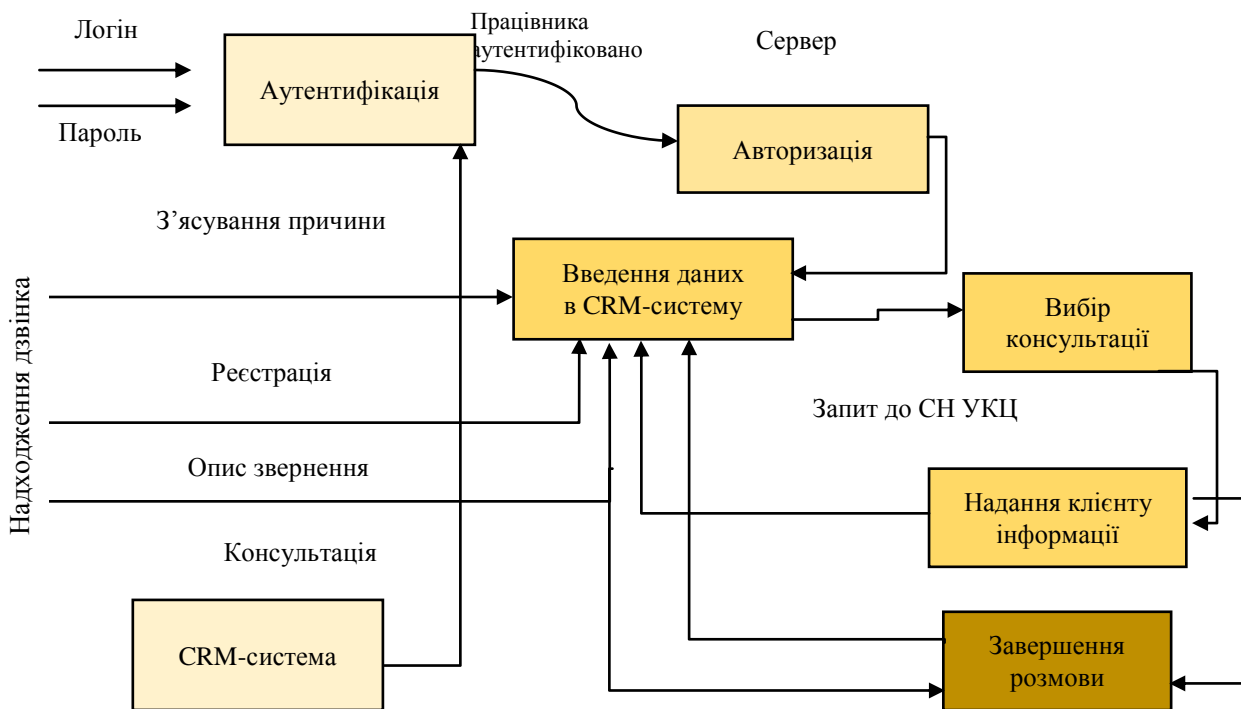 Логін
Працівника
аутентифіковано
Сервер
Аутентифікація
Пароль
Авторизація
З’ясування причини
Введення даних
в CRM-систему
Вибір
консультації
Надходження дзвінка
Реєстрація
Запит до СН УКЦ
Опис звернення
Надання клієнту
інформації
Консультація
CRM-система
Завершення
розмови